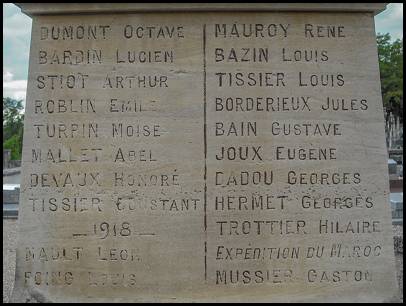 DUMONT OCTAVE
BARDIN LUCIEN
STIOT ARTHUR
ROBLIN EMILE
TURPIN MOISE
MALLET ABEL
DEVAUX HONORÉ
TISSIER CONSTANT
—1918—
NAULT LEON
FOING LOUIS
MAUROY RENE
BAZIN LOUIS
TISSIER LOUIS
BORDERIEUX JULES
BAIN GUSTAVE
JOUX EUGENE
CADOU GEORGES
HERMET GEORGES
TROTTIER HILAIRE
EXPÉDITION DU MAROC
MUSSIER GASTON